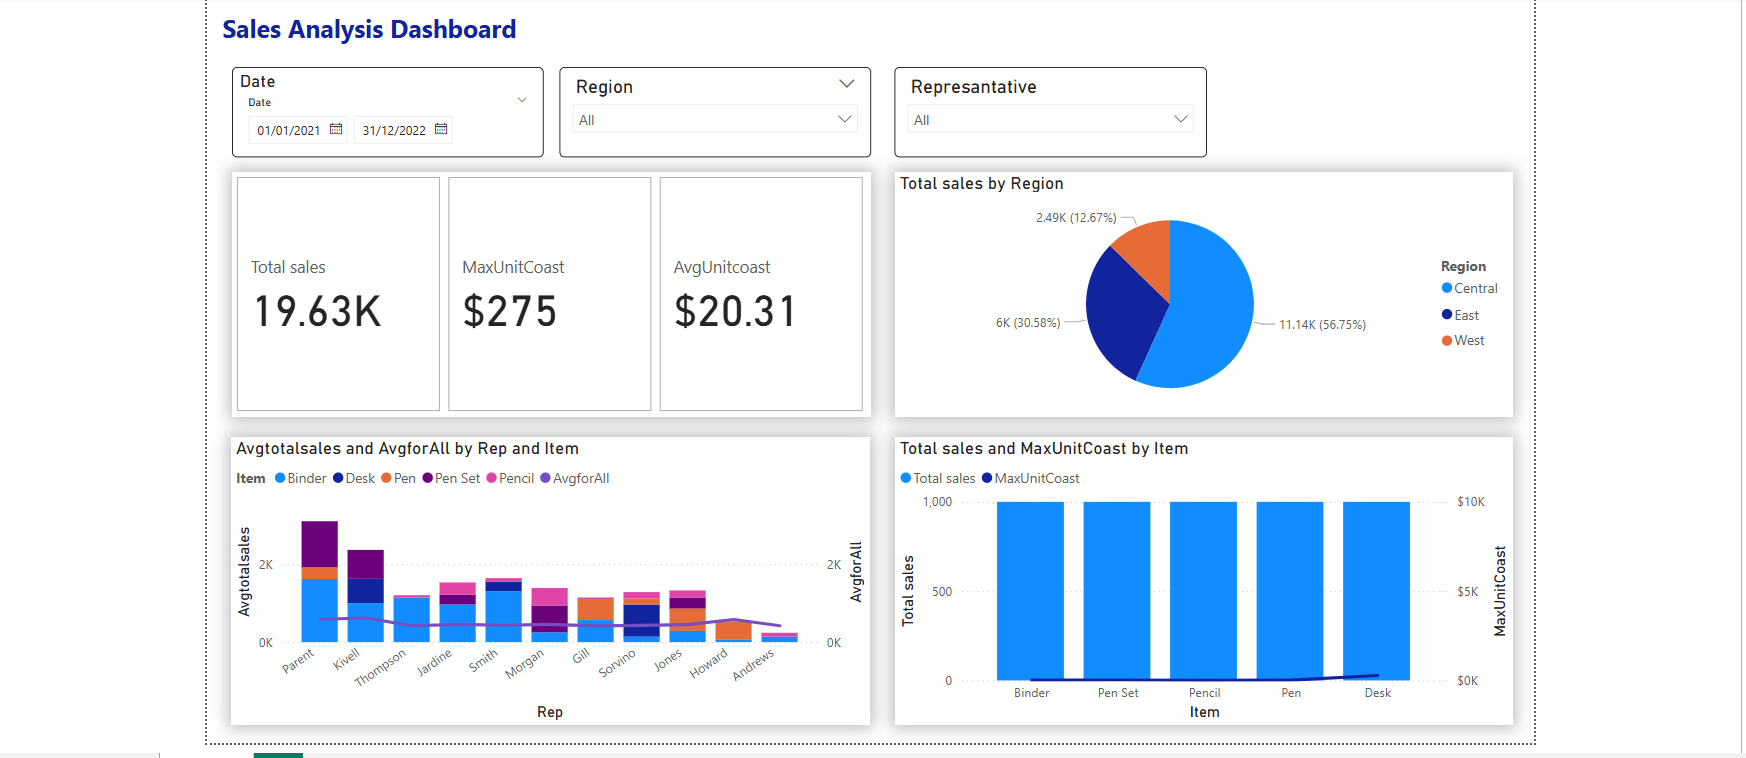 Sales Analysis Dashboard
Date
Date
01/01/2021 31/12/2022
Region
All
Represantative
All
Total sales
19.63K
MaxUnitCoast
$275
AvgUnitcoast
$20.31
Total sales by Region
2.49K (12.67%)
6K (30.58%)
11.14K (56.75%)
Region
Central
East
West
Avgtotalsales and AvgforAll by Rep and Item
Item Binder Desk Pen Pen Set Pencil AvgforAll
Avgtotalsales
2K
0K
2K
0K
AvgforAll
Parent Kivell Thompson Jardine Smith Morgan Gill Sorvino Jones Howard Andrews
Rep
Total sales and MaxUnitCoast by Item
Total sales MaxUnitCoast
Total sales
1,000
500
0
$10K
$5K
$0K
MaxUnitCoast
Binder Pen Set Pencil Pen Desk
Item